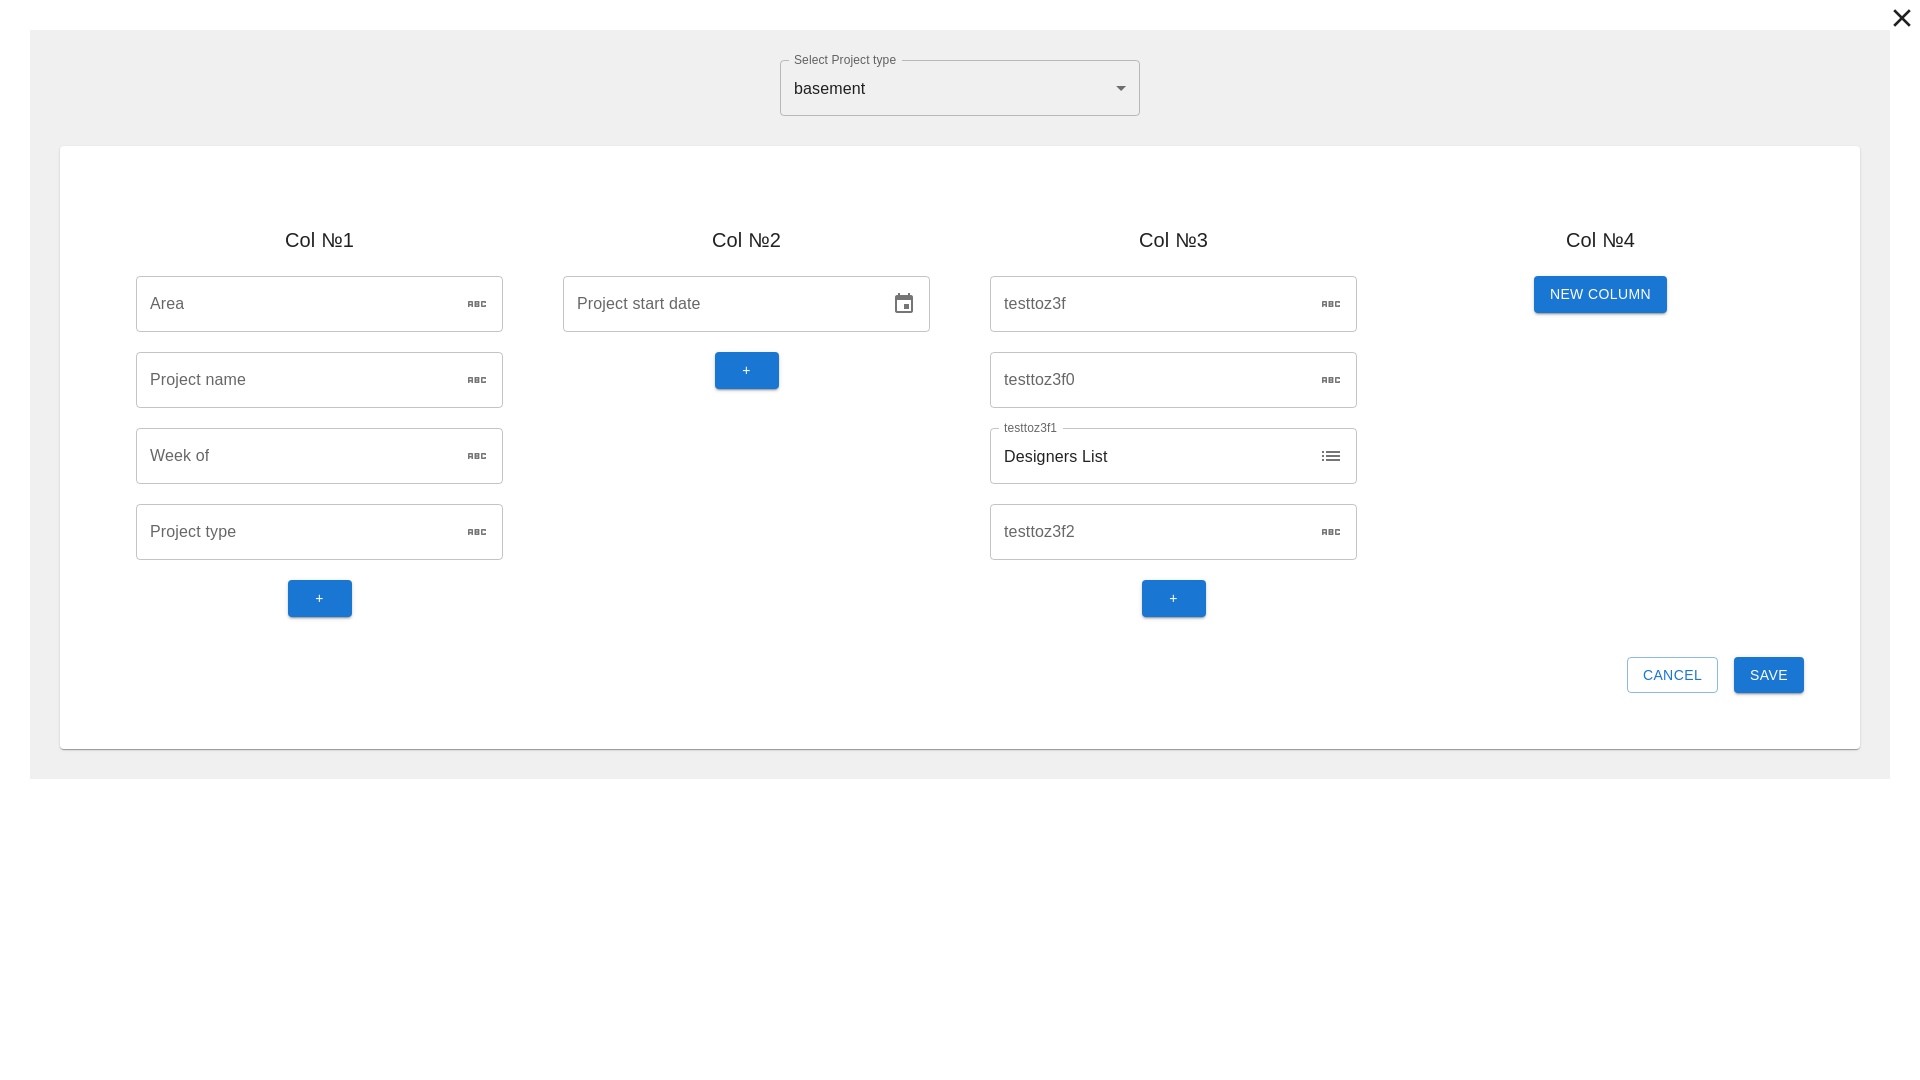 Select Project type
basement
Col №1
Area
ABC
Project name
ABC
Week of
ABC
Project type
ABC
+
Col №2
Project start date
+
Col №3
testtoz3f
ABC
testtoz3f0
ABC
testtoz3f1
Designers List
testtoz3f2
ABC
+
Col №4
NEW COLUMN
CANCEL
SAVE